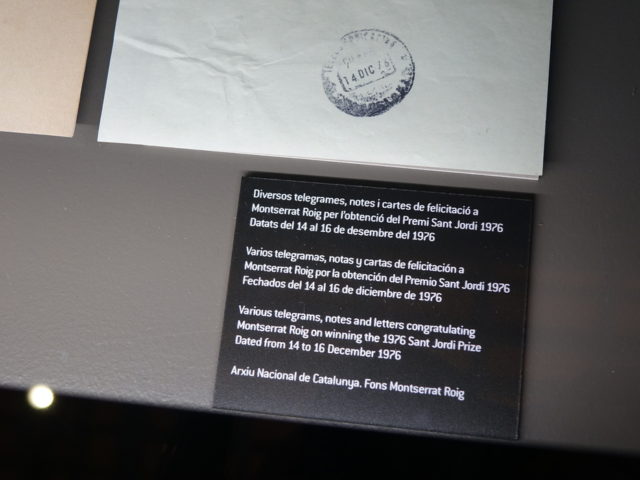 14 DIC 76
Diversos telegrames, notes i cartes de felicitació a
Montserrat Roig per l'obtenció del Premi Sant Jordi 1976
Datats del 14 al 16 de desembre del 1976
Varios telegramas, notas y cartas de felicitación a
Montserrat Roig por la obtención del Premio Sant Jordi 1976
Fechados del 14 al 16 de diciembre de 1976
Various telegrams, notes and letters congratulating
Montserrat Roig on winning the 1976 Sant Jordi Prize
Dated from 14 to 16 December 1976
Arxiu Nacional de Catalunya. Fons Montserrat Roig